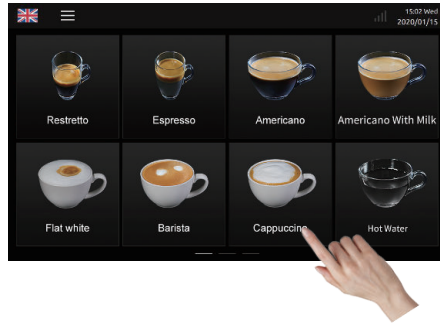 15:02 Wed
2020/01/15
Restretto
Espresso
Americano
Americano With Milk
Flat white
Barista
Cappuccino
Hot Water